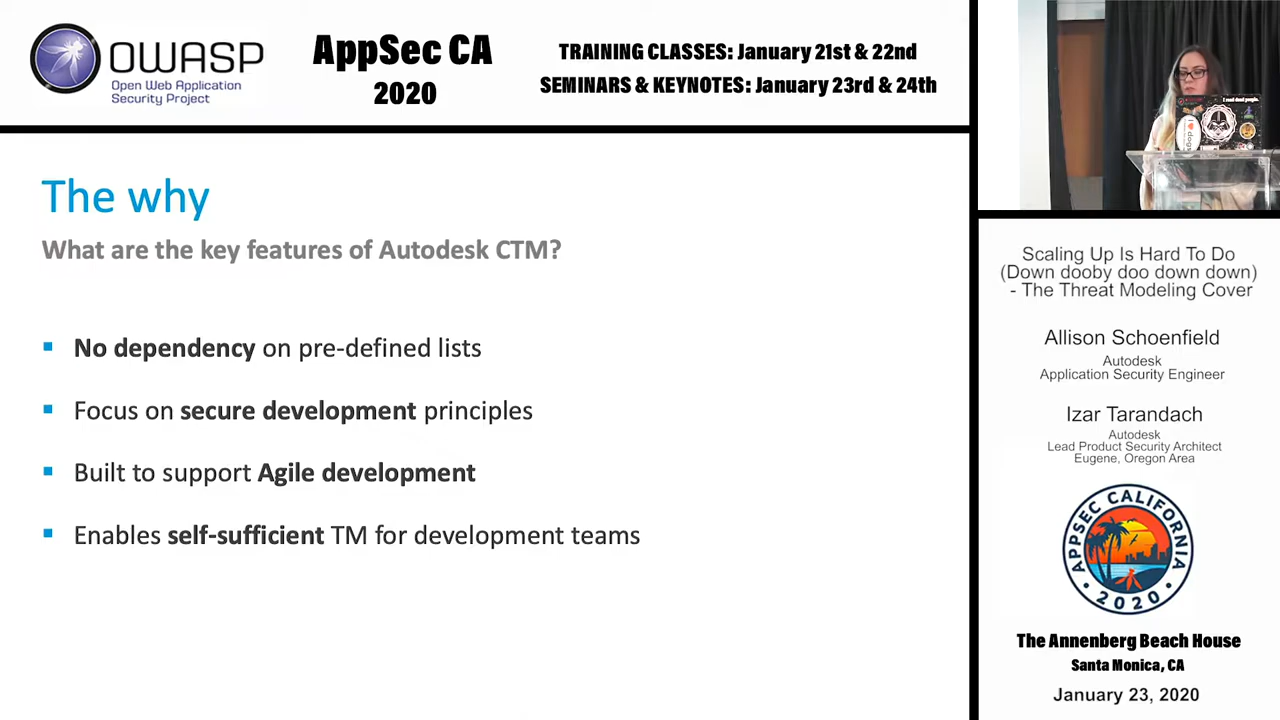 OWASP
Open Web Application
Security Project
AppSec CA
2020
TRAINING CLASSES: January 21st & 22nd
SEMINARS & KEYNOTES: January 23rd & 24th
The why
What are the key features of Autodesk CTM?
No dependency on pre-defined lists
Focus on secure development principles
Built to support Agile development
Enables self-sufficient TM for development teams
I read dead people.
Scaling Up Is Hard To Do
(Down dooby doo down down)
- The Threat Modeling Cover
Allison Schoenfield
Autodesk
Application Security Engineer
Izar Tarandach
Autodesk
Lead Product Security Architect
Eugene, Oregon Area
APPSEC CALIFORNIA
• 2020 •
The Annenberg Beach House
Santa Monica, CA
January 23, 2020